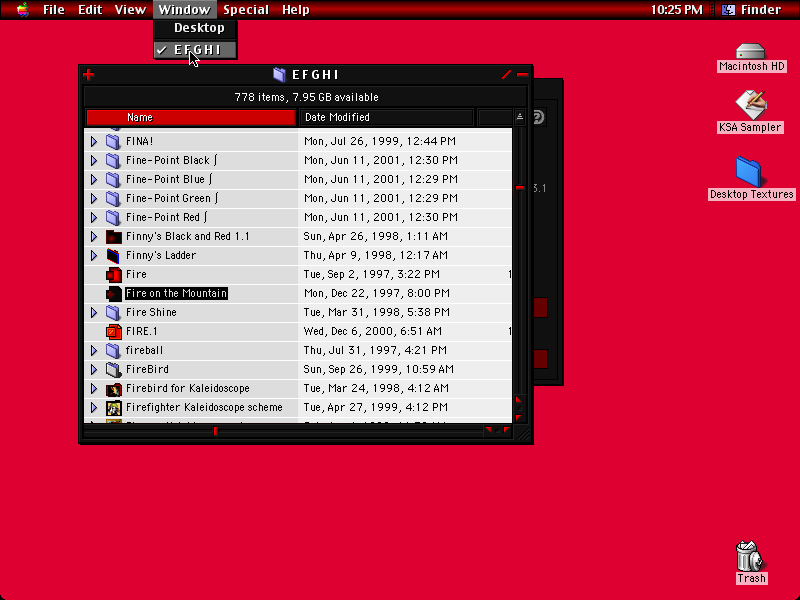 File Edit View Window Special Help 10:25 PM Finder
Desktop
✓ EFGHI
Macintosh HD
KSA Sampler
Desktop Textures
Trash
EFGHI
778 items, 7.95 GB available
Name Date Modified
FINA! Mon, Jul 26, 1999, 12:44 PM
Fine-Point Black ∫ Mon, Jun 11, 2001, 12:30 PM
Fine-Point Blue ∫ Mon, Jun 11, 2001, 12:29 PM
Fine-Point Green ∫ Mon, Jun 11, 2001, 12:29 PM
Fine-Point Red ∫ Mon, Jun 11, 2001, 12:30 PM
Finny's Black and Red 1.1 Sun, Apr 26, 1998, 1:11 AM
Finny's Ladder Thu, Apr 9, 1998, 12:17 AM
Fire Tue, Sep 2, 1997, 3:22 PM 1
Fire on the Mountain Mon, Dec 22, 1997, 8:00 PM
Fire Shine Tue, Mar 31, 1998, 5:38 PM
FIRE.1 Wed, Dec 6, 2000, 6:51 AM 1
fireball Thu, Jul 31, 1997, 4:21 PM
FireBird Sun, Sep 26, 1999, 10:59 AM
Firebird for Kaleidoscope Tue, Mar 24, 1998, 4:12 AM
Firefighter Kaleidoscope scheme Tue, Apr 27, 1999, 4:12 PM
3.1